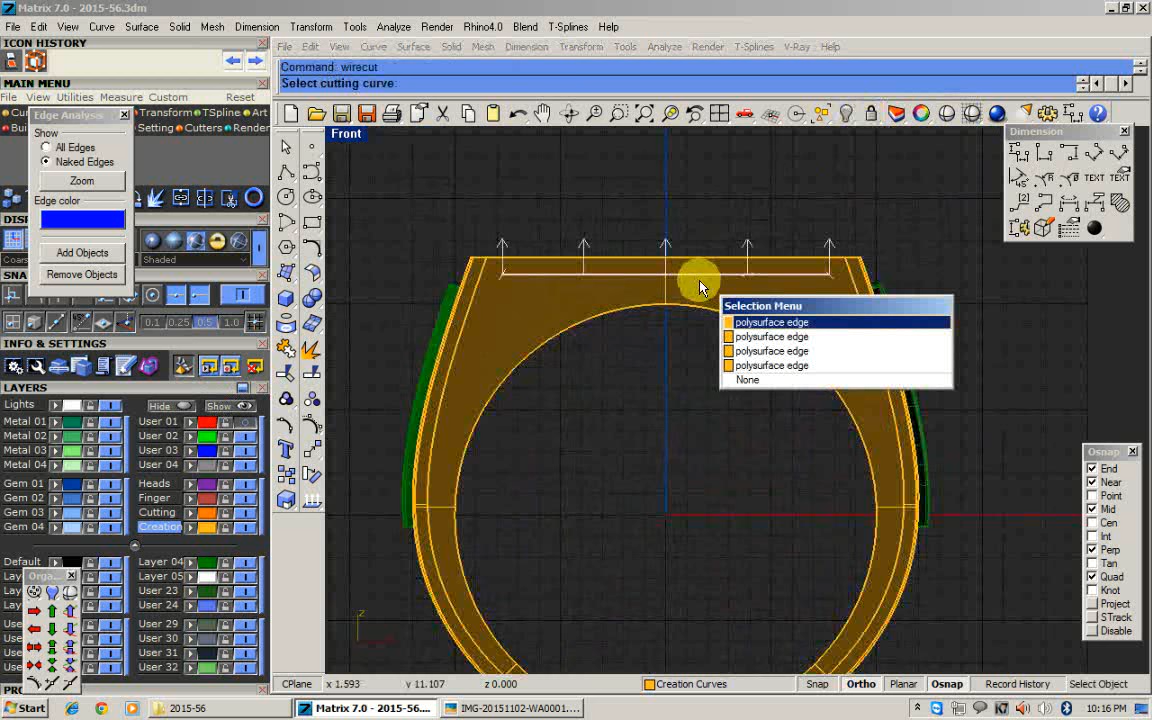 Matrix 7.0 - 2015-56.3dm
File Edit View Curve Surface Solid Mesh Dimension Transform Tools Analyze Render Rhino4.0 Blend T-Splines Help
ICON HISTORY
File Edit View Curve Surface Solid Mesh Dimension Transform Tools Analyze Render T-Splines V-Ray Help
Command: wirecut
Select cutting curve:
MAIN MENU
File View Utilities Measure Custom Reset
Transform TSpline Art
Setting Cutters Render
Edge Analysis
Show
All Edges
Naked Edges
Zoom
Edge color
Add Objects
Remove Objects
Front
Dimension
TEXT TEXT
Shaded
0.1 0.25 0.5 1.0
INFO & SETTINGS
LAYERS
Lights Hide Show
Metal 01 User 01
Metal 02 User 02
Metal 03 User 03
Metal 04 User 04
Gem 01 Heads
Gem 02 Finger
Gem 03 Cutting
Gem 04 Creation
Default Layer 04
Layer 05
User 23
User 24
User 29
User 30
User 31
User 32
Selection Menu
polysurface edge
polysurface edge
polysurface edge
polysurface edge
None
Osnap
End
Near
Point
Mid
Cen
Int
Perp
Tan
Quad
Knot
Project
STrack
Disable
z
CPlane x 1.593 y 11.107 z 0.000 Creation Curves Snap Ortho Planar Osnap Record History Select Object
Start 2015-56 Matrix 7.0 - 2015-56.... IMG-20151102-WA0001.... 10:16 PM